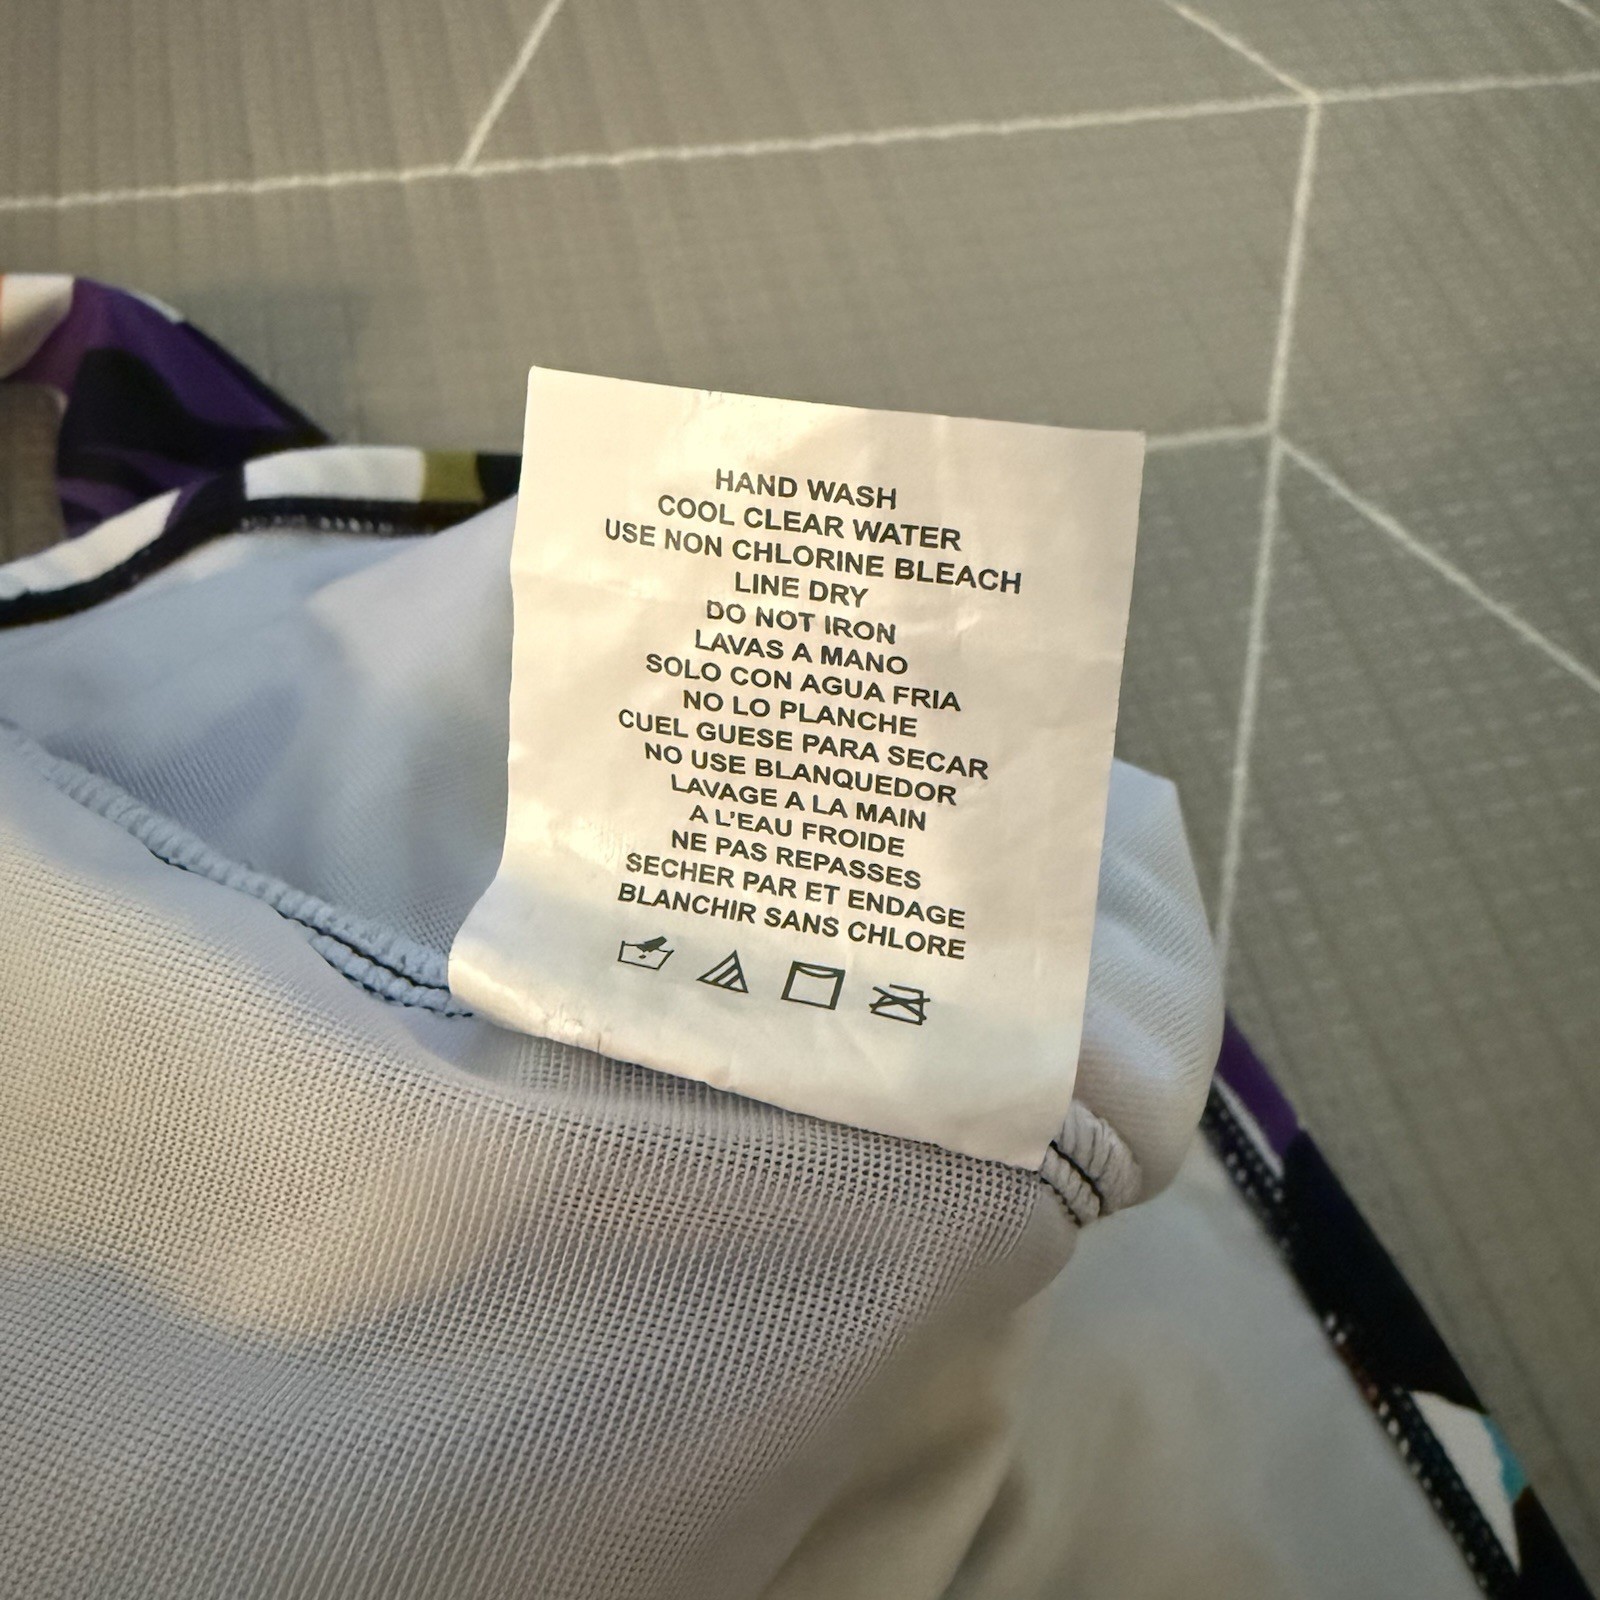 HAND WASH
COOL CLEAR WATER
USE NON CHLORINE BLEACH
LINE DRY
DO NOT IRON
LAVAS A MANO
SOLO CON AGUA FRIA
NO LO PLANCHE
CUEL GUESE PARA SECAR
NO USE BLANQUEDOR
LAVAGE A LA MAIN
A L'EAU FROIDE
NE PAS REPASSES
SECHER PAR ET ENDAGE
BLANCHIR SANS CHLORE